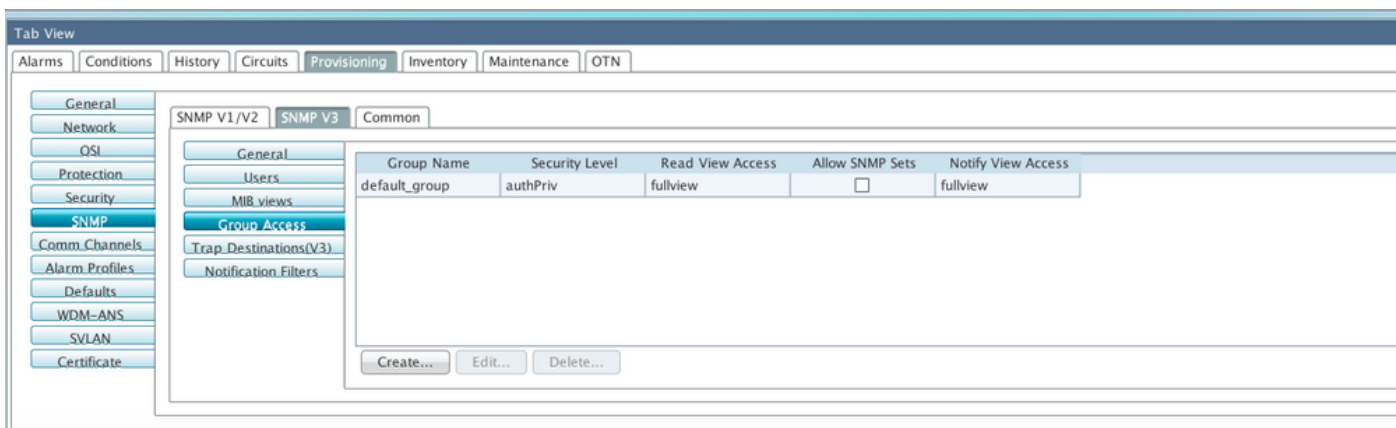 Tab View
Alarms Conditions History Circuits Provisioning Inventory Maintenance OTN
General
Network
OSI
Protection
Security
SNMP
Comm Channels
Alarm Profiles
Defaults
WDM-ANS
SVLAN
Certificate
SNMP V1/V2 SNMP V3 Common
General
Users
MIB views
Group Access
Trap Destinations(V3)
Notification Filters
Group Name Security Level Read View Access Allow SNMP Sets Notify View Access
default_group authPriv fullview fullview
Create... Edit... Delete...